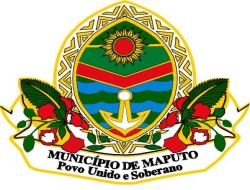 MUNICÍPIO DE MAPUTO
Povo Unido e Soberano